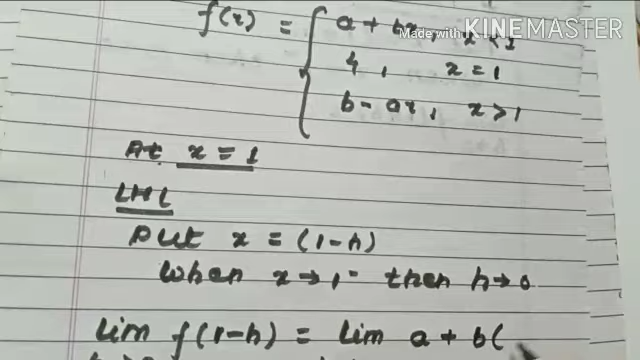 Made with KINEMASTER
f(x) = { a + bx, x < 1
4, x = 1
b - ax, x > 1
At x = 1
LHL
put x = (1-h)
when x → 1⁻ then h → 0
lim f(1-h) = lim a + b(